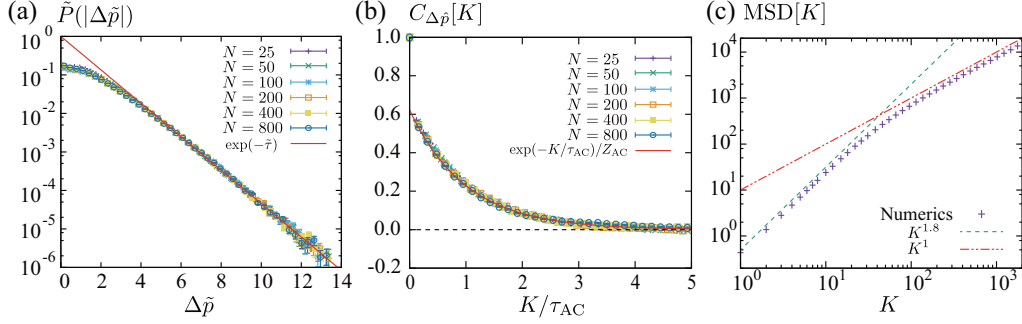 (a) P̃(|Δp̃|)
10^0
10^-1
10^-2
10^-3
10^-4
10^-5
10^-6
N = 25
N = 50
N = 100
N = 200
N = 400
N = 800
exp(−τ̃)
0 2 4 6 8 10 12 14
Δp̃
(b) C_{Δp̂}[K]
1.0
0.8
0.6
0.4
0.2
0.0
-0.2
N = 25
N = 50
N = 100
N = 200
N = 400
N = 800
exp(−K/τ_AC)/Z_AC
0 1 2 3 4 5
K/τ_AC
(c) MSD[K]
10^4
10^3
10^2
10^1
10^0
Numerics
K^1.8
K^1
10^0 10^1 10^2 10^3
K